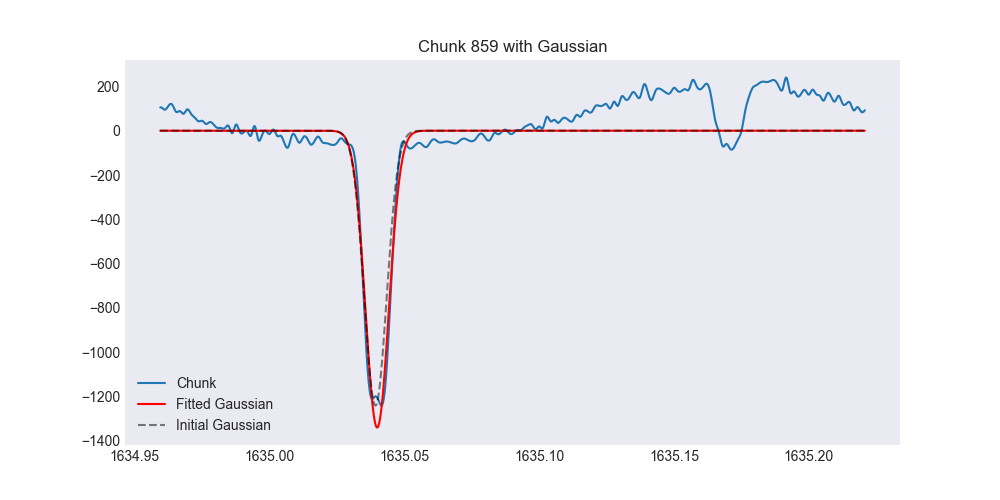 Chunk 859 with Gaussian
200
0
−200
−400
−600
−800
−1000
−1200
−1400
Chunk
Fitted Gaussian
Initial Gaussian
1634.95 1635.00 1635.05 1635.10 1635.15 1635.20